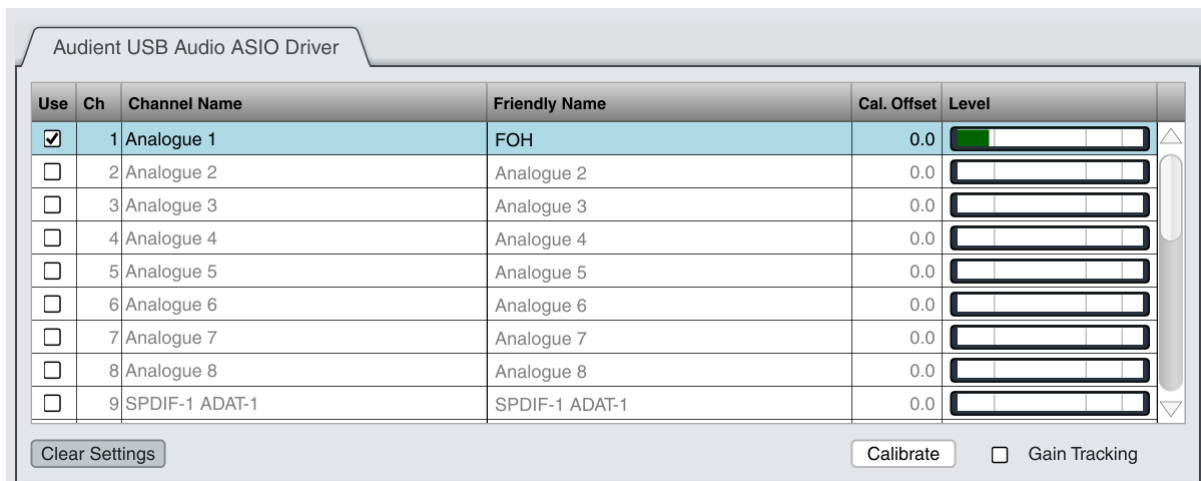 Audient USB Audio ASIO Driver
Use Ch Channel Name Friendly Name Cal. Offset Level
1 Analogue 1 FOH 0.0
2 Analogue 2 Analogue 2 0.0
3 Analogue 3 Analogue 3 0.0
4 Analogue 4 Analogue 4 0.0
5 Analogue 5 Analogue 5 0.0
6 Analogue 6 Analogue 6 0.0
7 Analogue 7 Analogue 7 0.0
8 Analogue 8 Analogue 8 0.0
9 SPDIF-1 ADAT-1 SPDIF-1 ADAT-1 0.0
Clear Settings Calibrate Gain Tracking